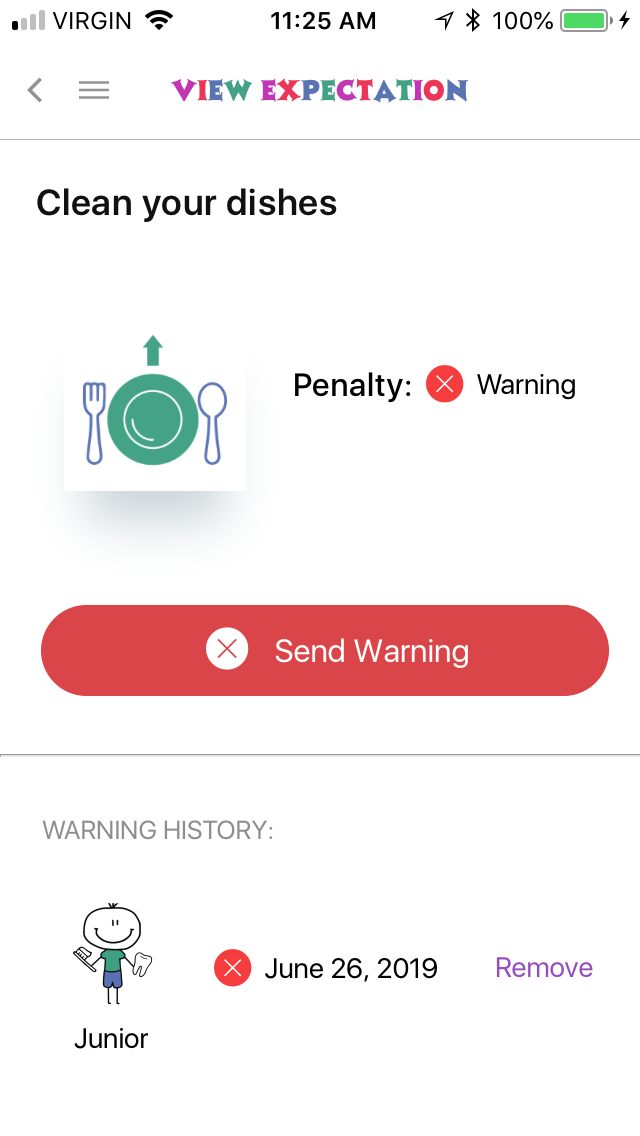 VIRGIN 11:25 AM 100%
VIEW EXPECTATION
Clean your dishes
Penalty: Warning
Send Warning
WARNING HISTORY:
June 26, 2019 Remove
Junior